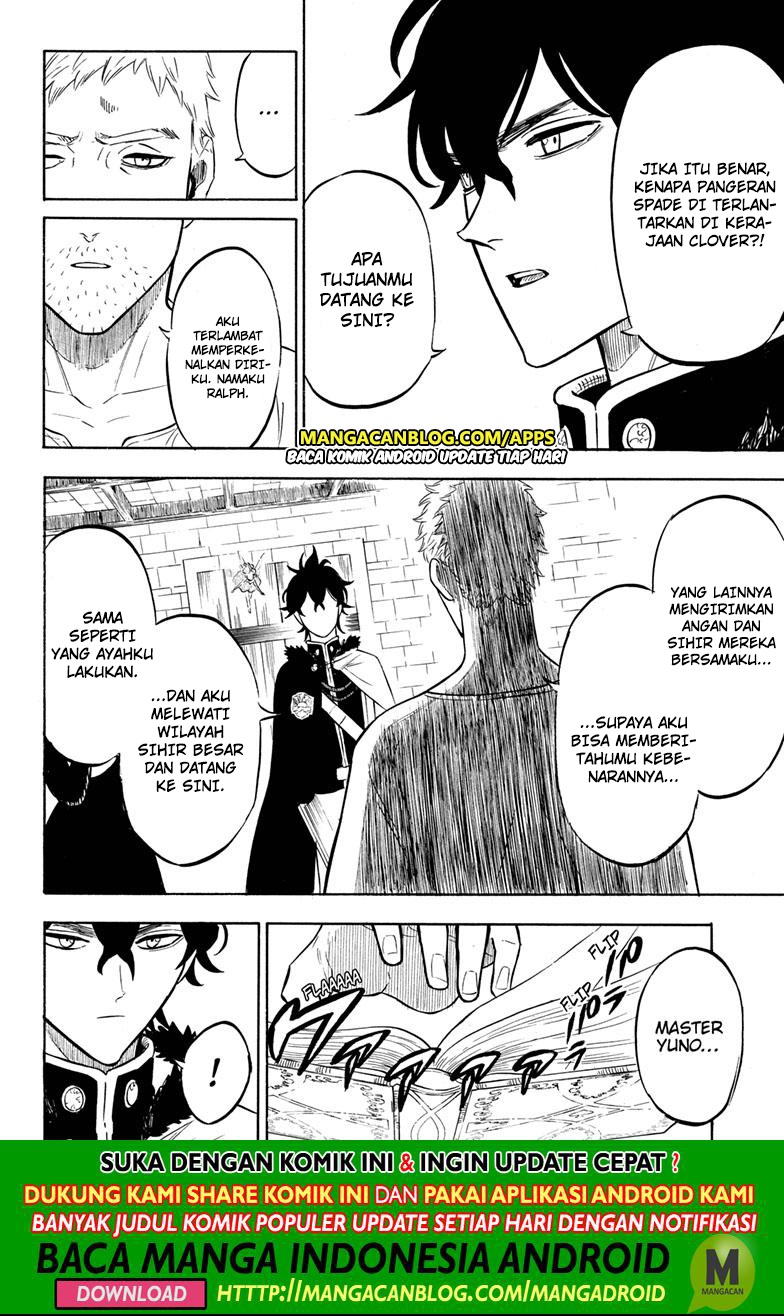 JIKA ITU BENAR,
KENAPA PANGERAN
SPADE DI TERLAN-
TARKAN DI KERA-
JAAN CLOVER?!
APA
TUJUANMU
DATANG KE
SINI?
...
AKU
TERLAMBAT
MEMPERKE-
NALKAN DIRI-
KU. NAMAKU
RALPH.
MANGACANBLOG.COM/APPS
BACA KOMIK ANDROID UPDATE TIAP HARI
YANG LAINNYA
MENGIRIMKAN
ANGAN DAN
SIHIR MEREKA
BERSAMAKU...
...SUPAYA AKU
BISA MEMBERI-
TAHUMU KEBE-
NARANNYA...
SAMA
SEPERTI
YANG AYAHKU
LAKUKAN.
...DAN AKU
MELEWATI
WILAYAH
SIHIR BESAR
DAN DATANG
KE SINI.
MASTER
YUNO...
FLIP
パラ
FLIP
パラ
FLAAAAA
!
SUKA DENGAN KOMIK INI & INGIN UPDATE CEPAT ?
DUKUNG KAMI SHARE KOMIK INI DAN PAKAI APLIKASI ANDROID KAMI
BANYAK JUDUL KOMIK POPULER UPDATE SETIAP HARI DENGAN NOTIFIKASI
BACA MANGA INDONESIA ANDROID
DOWNLOAD HTTTP://MANGACANBLOG.COM/MANGADROID
M
MANGACAN